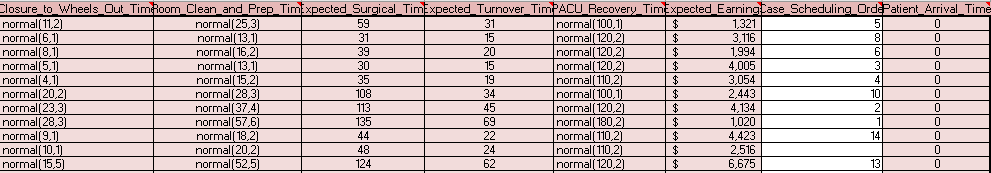 Closure_to_Wheels_Out_Time Room_Clean_and_Prep_Time Expected_Surgical_Time Expected_Turnover_Time PACU_Recovery_Time Expected_Earning Case_Scheduling_Orde Patient_Arrival_Time
normal(11,2) normal(25,3) 59 31 normal(100,1) $ 1,321 5 0
normal(6,1) normal(13,1) 31 15 normal(120,2) $ 3,116 8 0
normal(8,1) normal(16,2) 39 20 normal(120,2) $ 1,994 6 0
normal(5,1) normal(13,1) 30 15 normal(120,2) $ 4,005 3 0
normal(4,1) normal(15,2) 35 19 normal(110,2) $ 3,054 4 0
normal(20,2) normal(28,3) 108 34 normal(100,1) $ 2,443 10 0
normal(23,3) normal(37,4) 113 45 normal(120,2) $ 4,134 2 0
normal(28,3) normal(57,6) 135 69 normal(180,2) $ 1,020 1 0
normal(9,1) normal(18,2) 44 22 normal(110,2) $ 4,423 14 0
normal(10,1) normal(20,2) 48 24 normal(110,2) $ 2,516 0
normal(15,5) normal(52,5) 124 62 normal(120,2) $ 6,675 13 0